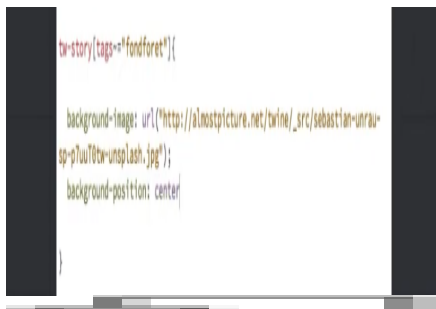 tw-story[tags~="fondforet"]{
background-image: url("http://almostpicture.net/twine/_src/sebastian-unrau-
sp-p7uuT0tw-unsplash.jpg");
background-position: center
}